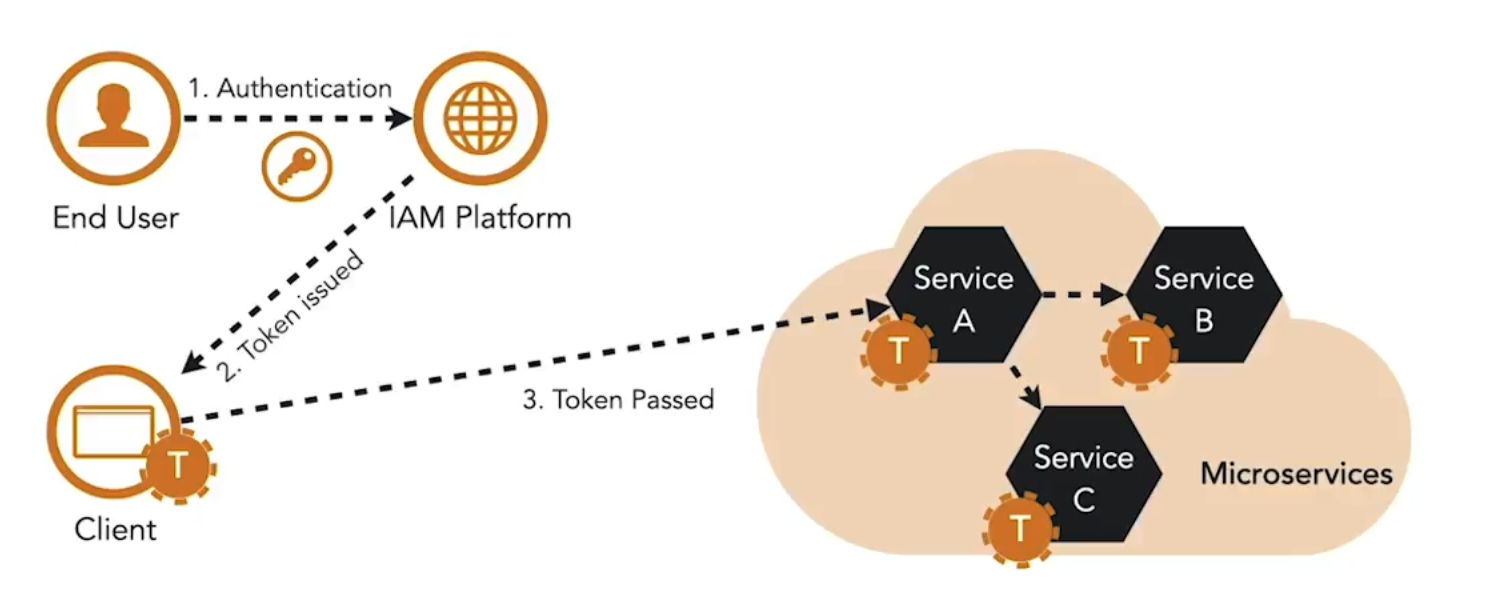 1. Authentication
End User
IAM Platform
2. Token issued
Service
A
Service
B
T
T
3. Token Passed
T
Client
Service
C
T
Microservices